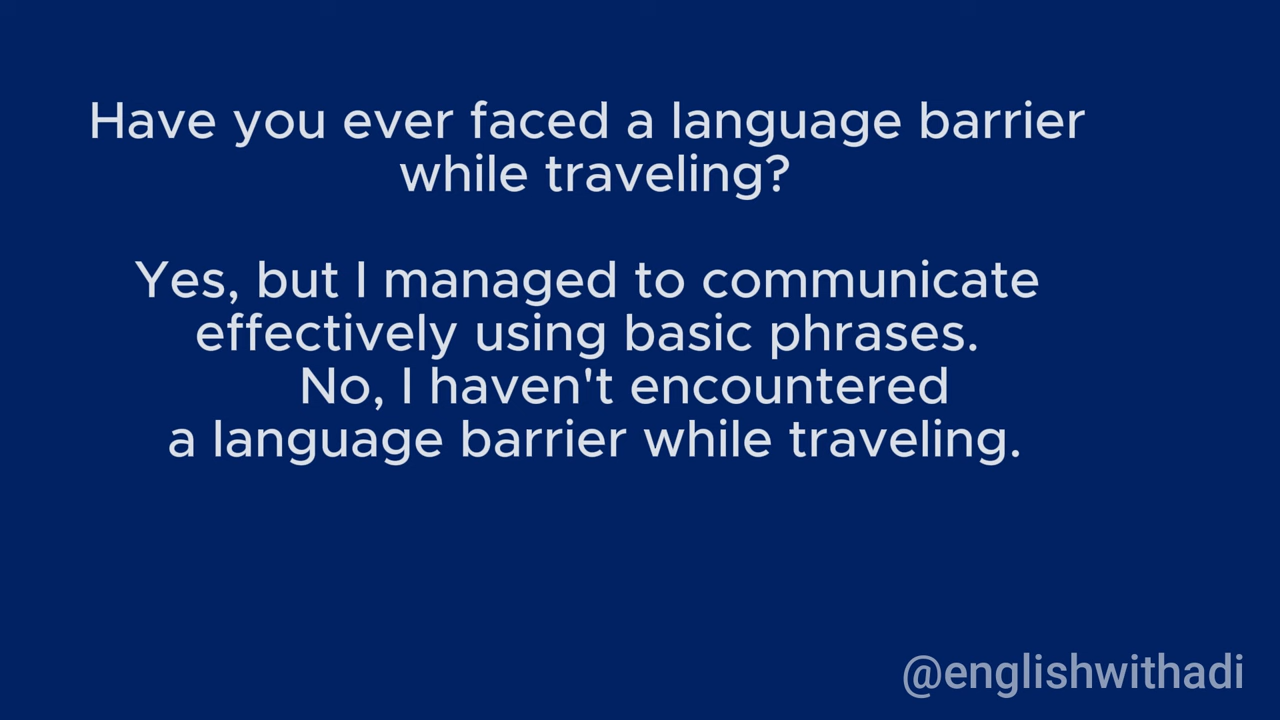 Have you ever faced a language barrier
while traveling?
Yes, but I managed to communicate
effectively using basic phrases.
No, I haven't encountered
a language barrier while traveling.
@englishwithadi